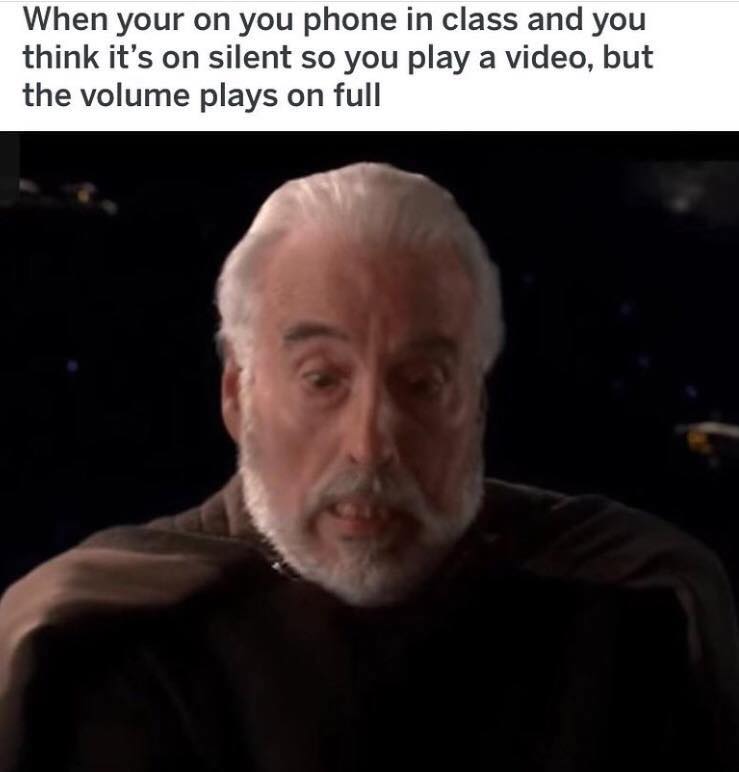 When your on you phone in class and you
think it's on silent so you play a video, but
the volume plays on full